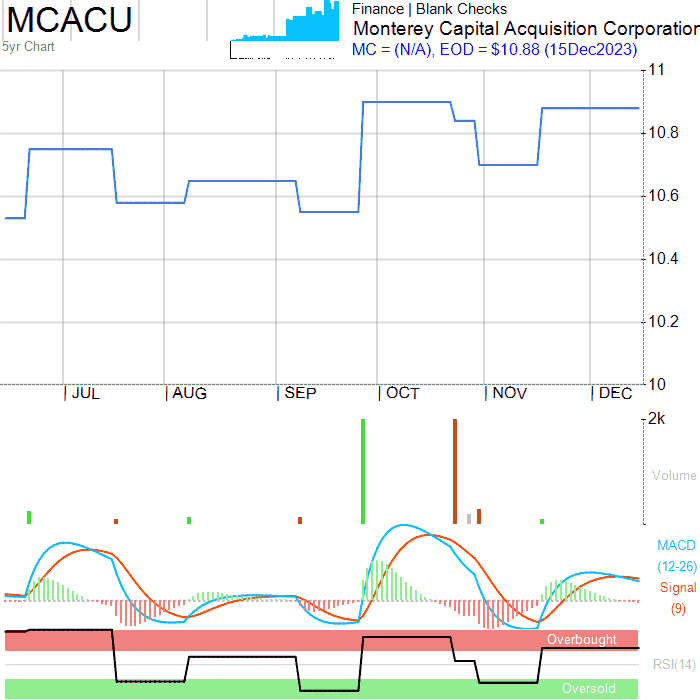 MCACU
5yr Chart
Finance | Blank Checks
Monterey Capital Acquisition Corporation
MC = (N/A), EOD = $10.88 (15Dec2023)
11
10.8
10.6
10.4
10.2
10
JUL AUG SEP OCT NOV DEC
2k
Volume
MACD
(12-26)
Signal
(9)
Overbought
RSI(14)
Oversold